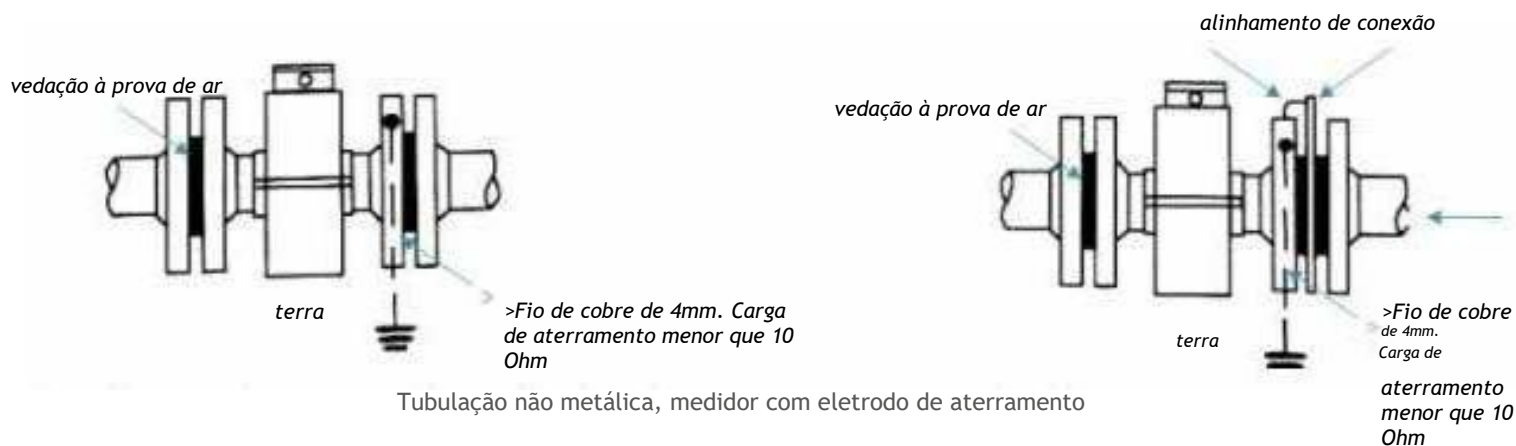 vedação à prova de ar
terra
>Fio de cobre de 4mm. Carga
de aterramento menor que 10
Ohm
alinhamento de conexão
vedação à prova de ar
terra
>Fio de cobre
de 4mm.
Carga de
aterramento
menor que 10
Ohm
Tubulação não metálica, medidor com eletrodo de aterramento